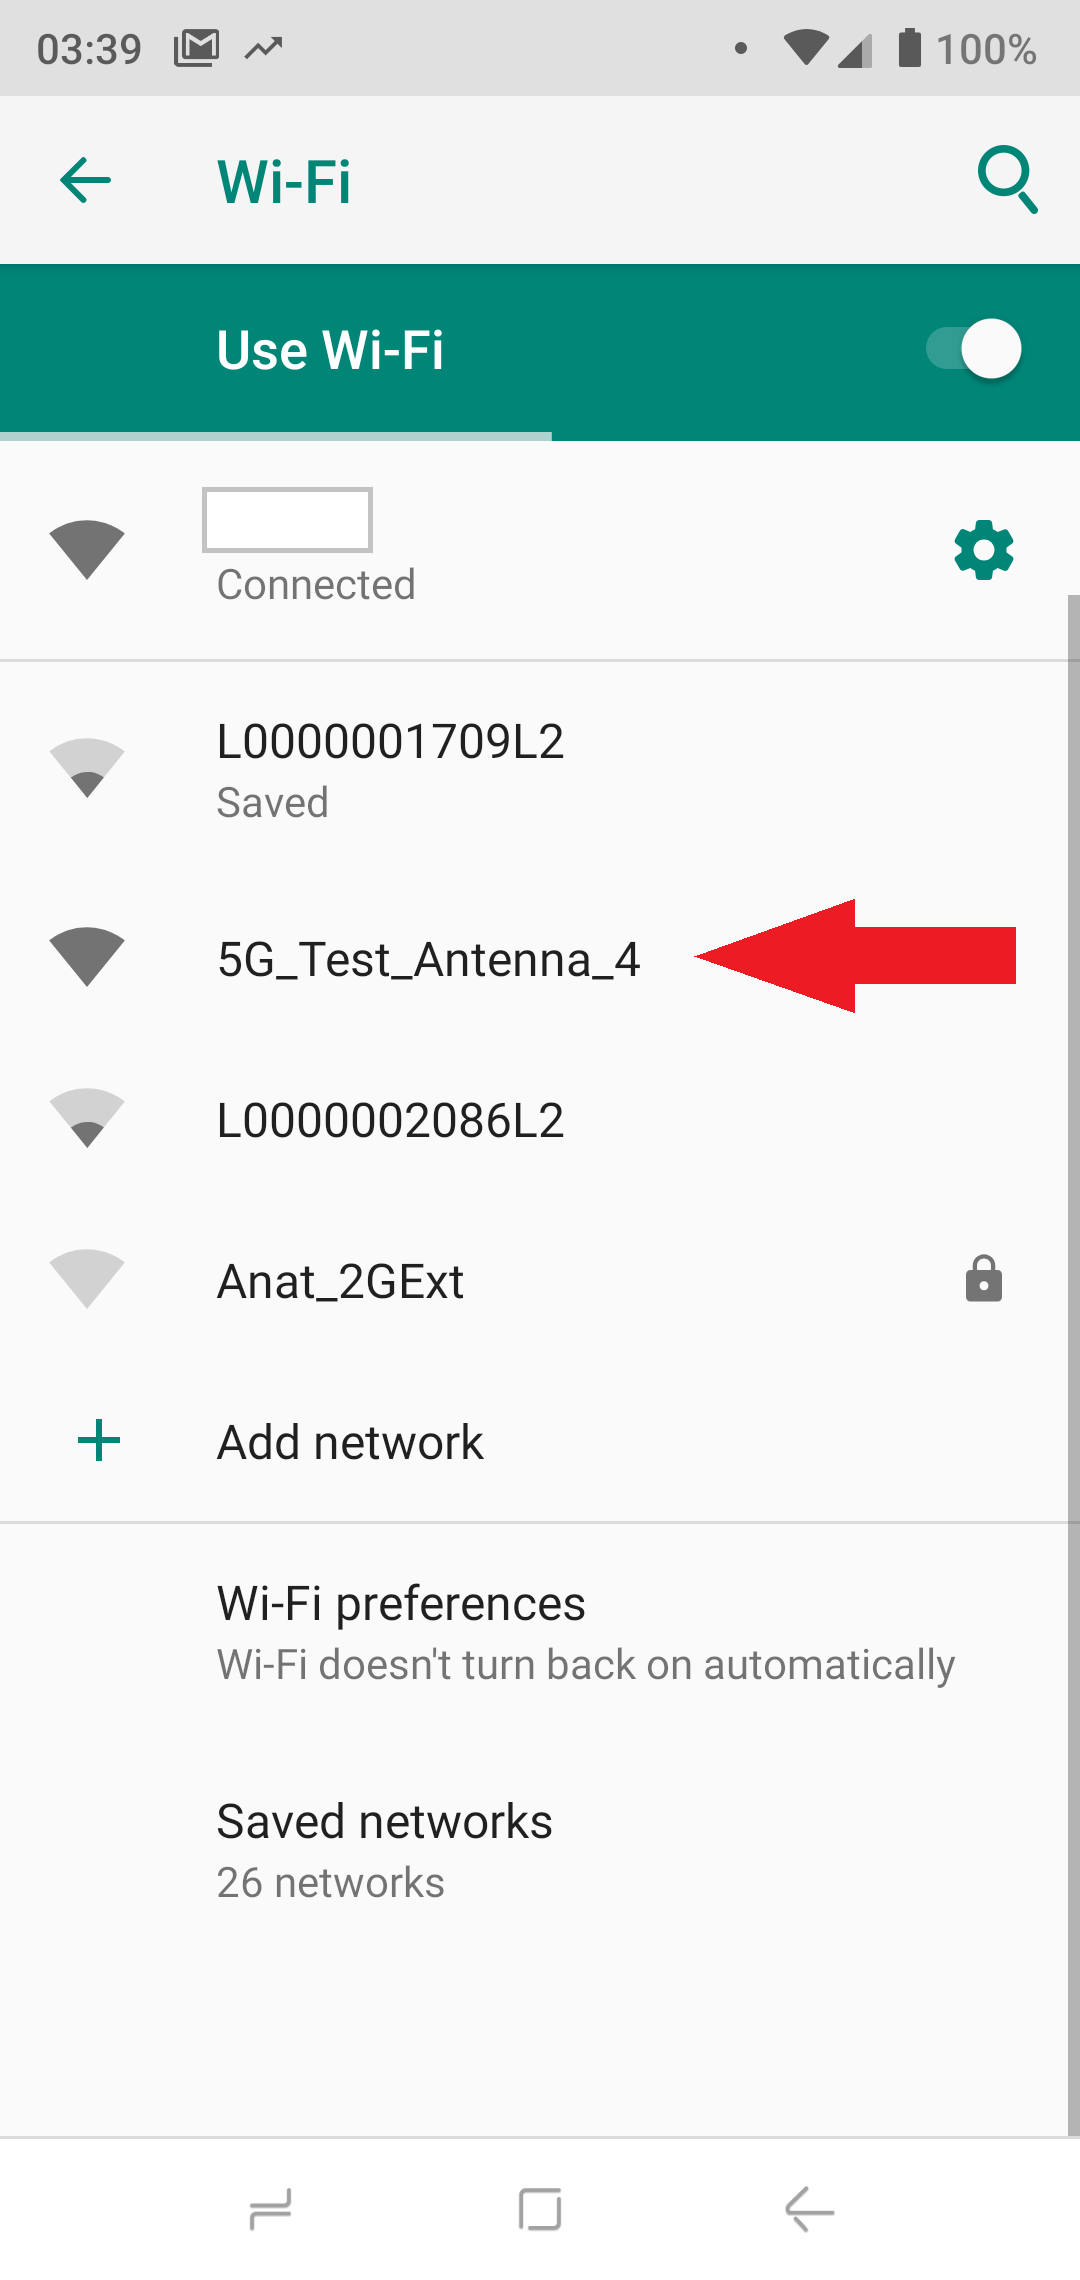 03:39
100%
Wi-Fi
Use Wi-Fi
Connected
L0000001709L2
Saved
5G_Test_Antenna_4
L0000002086L2
Anat_2GExt
Add network
Wi-Fi preferences
Wi-Fi doesn't turn back on automatically
Saved networks
26 networks